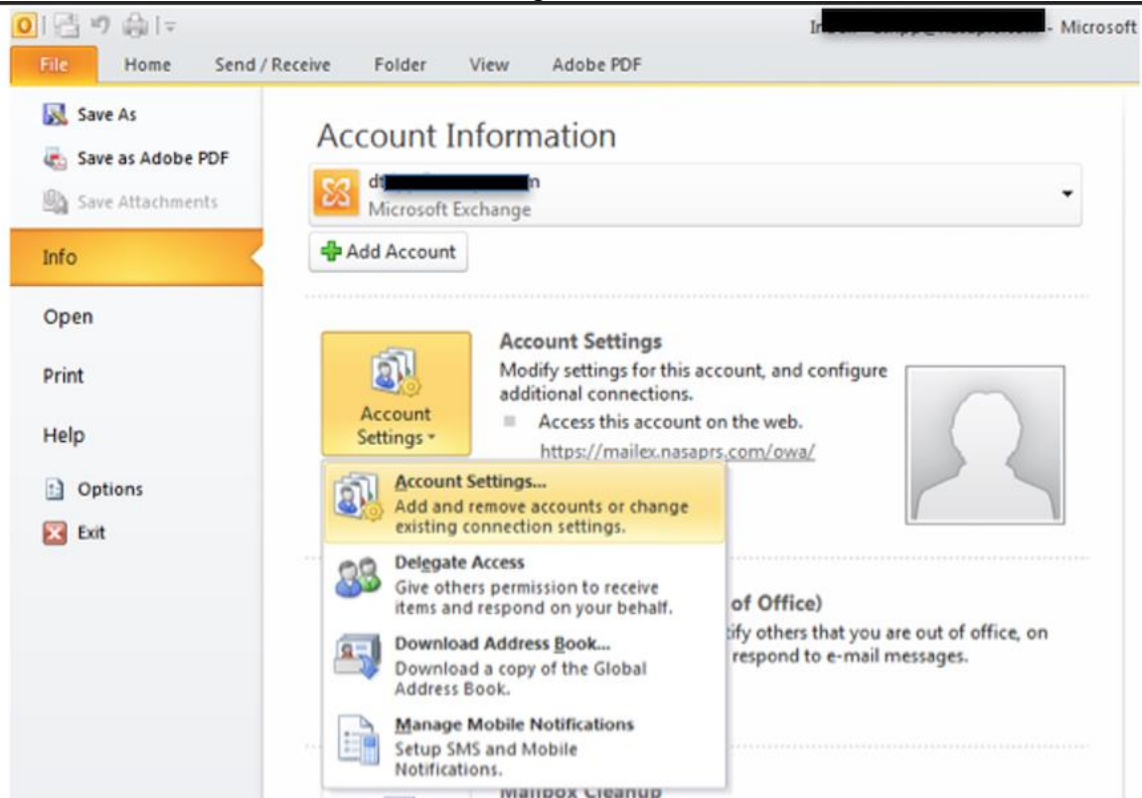 - Microsoft
File Home Send / Receive Folder View Adobe PDF
Save As
Save as Adobe PDF
Save Attachments
Info
Open
Print
Help
Options
Exit
Account Information
Microsoft Exchange
Add Account
Account Settings
Account Settings
Modify settings for this account, and configure
additional connections.
Access this account on the web.
https://mailex.nasaprs.com/owa/
Account Settings...
Add and remove accounts or change
existing connection settings.
Delegate Access
Give others permission to receive
items and respond on your behalf.
Download Address Book...
Download a copy of the Global
Address Book.
Manage Mobile Notifications
Setup SMS and Mobile
Notifications.
of Office)
ify others that you are out of office, on
respond to e-mail messages.
Mailbox Cleanup